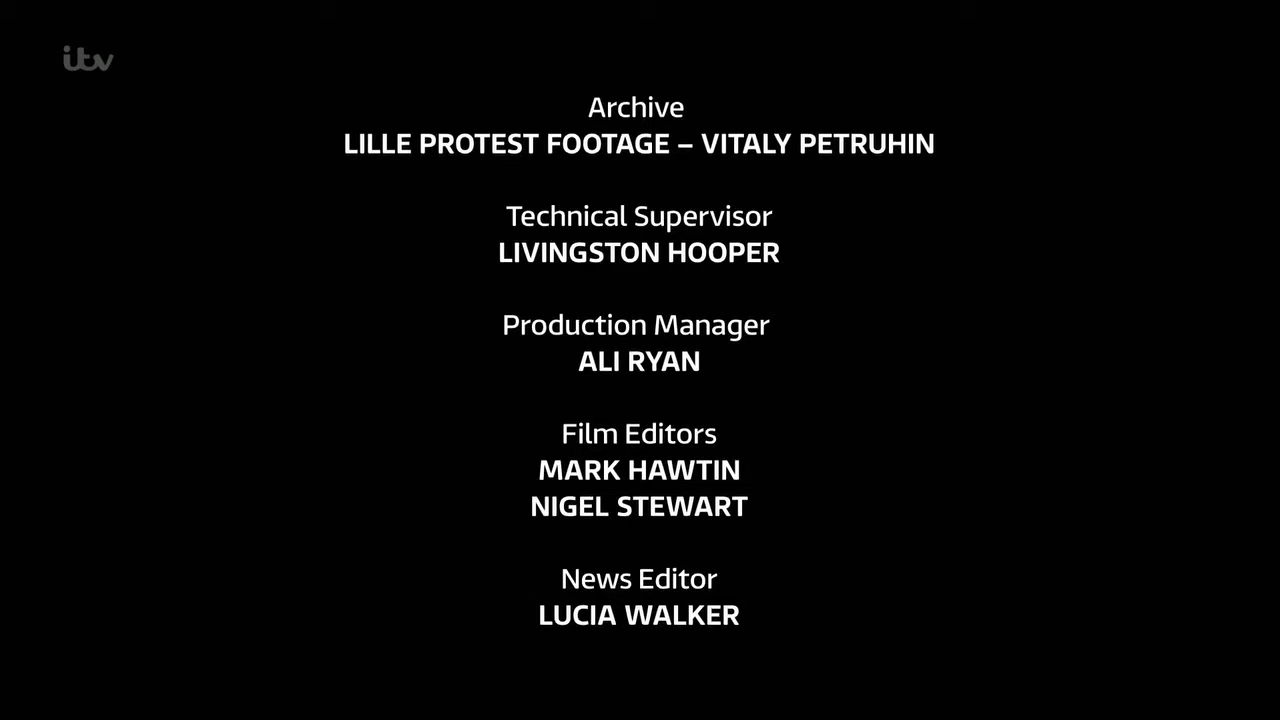 itv
Archive
LILLE PROTEST FOOTAGE – VITALY PETRUHIN
Technical Supervisor
LIVINGSTON HOOPER
Production Manager
ALI RYAN
Film Editors
MARK HAWTIN
NIGEL STEWART
News Editor
LUCIA WALKER